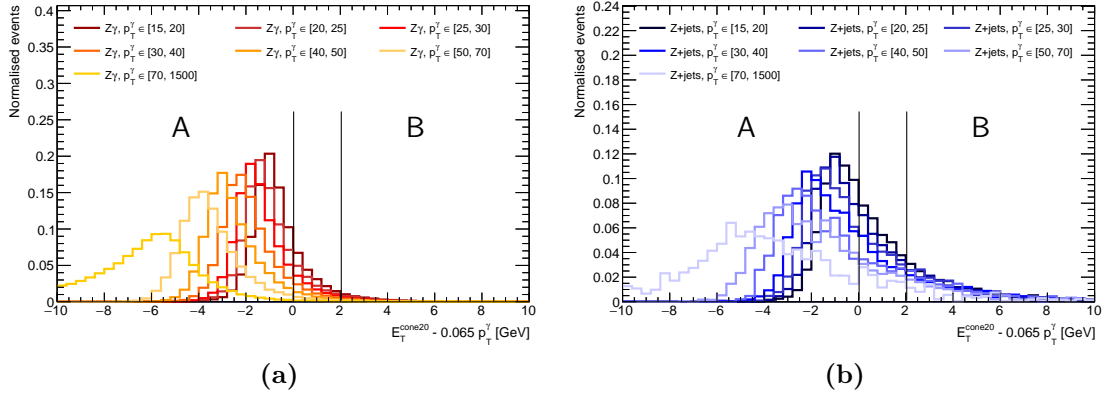 Normalised events
0.4
0.35
0.3
0.25
0.2
0.15
0.1
0.05
0
Zγ, p_T^γ ∈ [15, 20]
Zγ, p_T^γ ∈ [20, 25]
Zγ, p_T^γ ∈ [25, 30]
Zγ, p_T^γ ∈ [30, 40]
Zγ, p_T^γ ∈ [40, 50]
Zγ, p_T^γ ∈ [50, 70]
Zγ, p_T^γ ∈ [70, 1500]
A
B
−10 −8 −6 −4 −2 0 2 4 6 8 10
E_T^cone20 - 0.065 p_T^γ [GeV]
(a)
Normalised events
0.24
0.22
0.2
0.18
0.16
0.14
0.12
0.10
0.08
0.06
0.04
0.02
0
Z+jets, p_T^γ ∈ [15, 20]
Z+jets, p_T^γ ∈ [20, 25]
Z+jets, p_T^γ ∈ [25, 30]
Z+jets, p_T^γ ∈ [30, 40]
Z+jets, p_T^γ ∈ [40, 50]
Z+jets, p_T^γ ∈ [50, 70]
Z+jets, p_T^γ ∈ [70, 1500]
A
B
−10 −8 −6 −4 −2 0 2 4 6 8 10
E_T^cone20 - 0.065 p_T^γ [GeV]
(b)